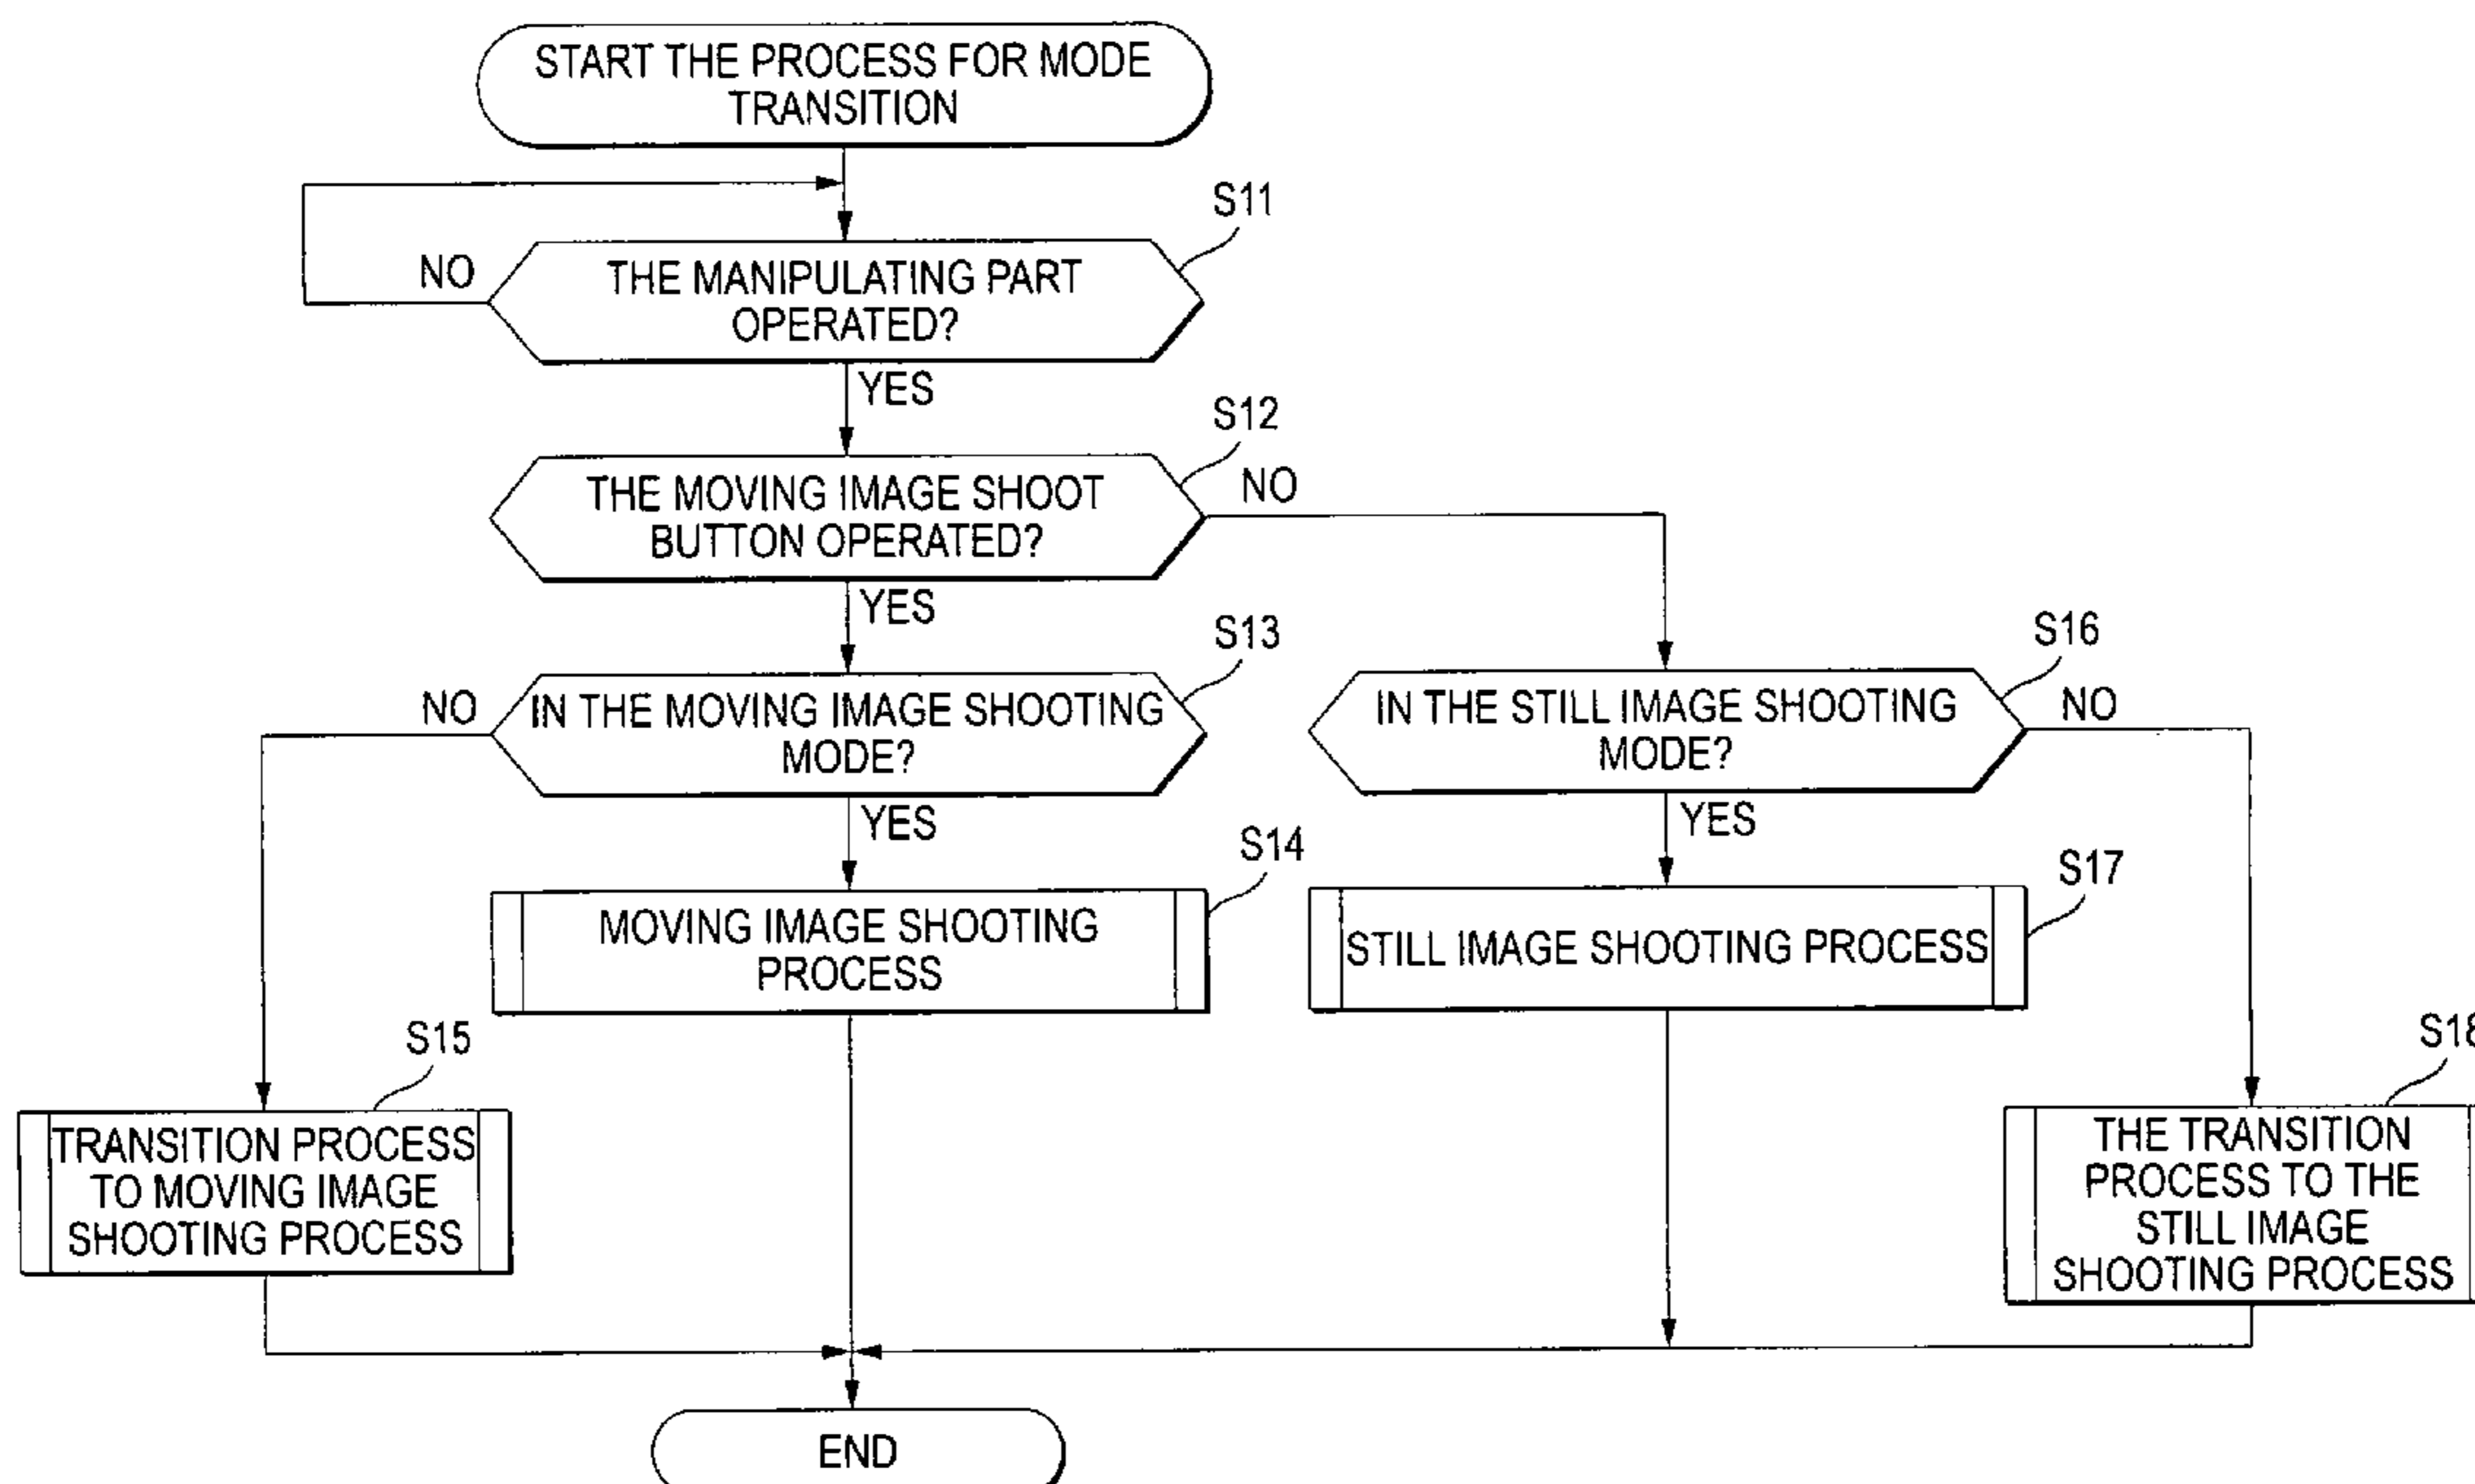 START THE PROCESS FOR MODE
TRANSITION
S11
NO
THE MANIPULATING PART
OPERATED?
YES
S12
THE MOVING IMAGE SHOOT
BUTTON OPERATED?
NO
YES
S13
S16
NO
IN THE MOVING IMAGE SHOOTING
MODE?
IN THE STILL IMAGE SHOOTING
MODE?
NO
YES
YES
S14
S17
MOVING IMAGE SHOOTING
PROCESS
STILL IMAGE SHOOTING PROCESS
S15
S18
TRANSITION PROCESS
TO MOVING IMAGE
SHOOTING PROCESS
THE TRANSITION
PROCESS TO THE
STILL IMAGE
SHOOTING PROCESS
END